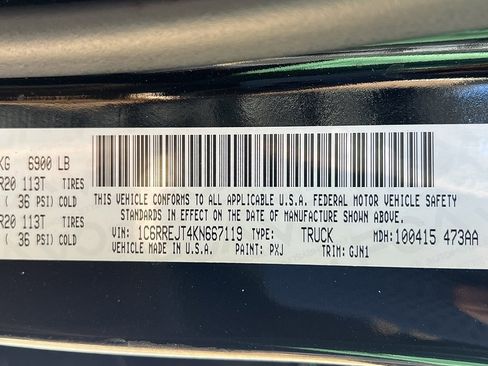 KG 6900 LB
R20 113T TIRES
( 36 PSI) COLD
R20 113T TIRES
( 36 PSI) COLD
THIS VEHICLE CONFORMS TO ALL APPLICABLE U.S.A. FEDERAL MOTOR VEHICLE SAFETY
STANDARDS IN EFFECT ON THE DATE OF MANUFACTURE SHOWN ABOVE.
VIN: 1C6RREJT4KN667119 TYPE: TRUCK MDH: 100415 473AA
VEHICLE MADE IN U.S.A. PAINT: PXJ TRIM: GJN1